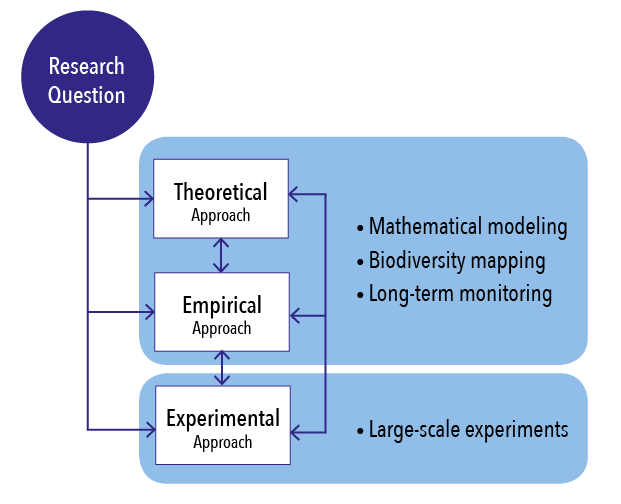 Research
Question
Theoretical
Approach
• Mathematical modeling
• Biodiversity mapping
• Long-term monitoring
Empirical
Approach
Experimental
Approach
• Large-scale experiments